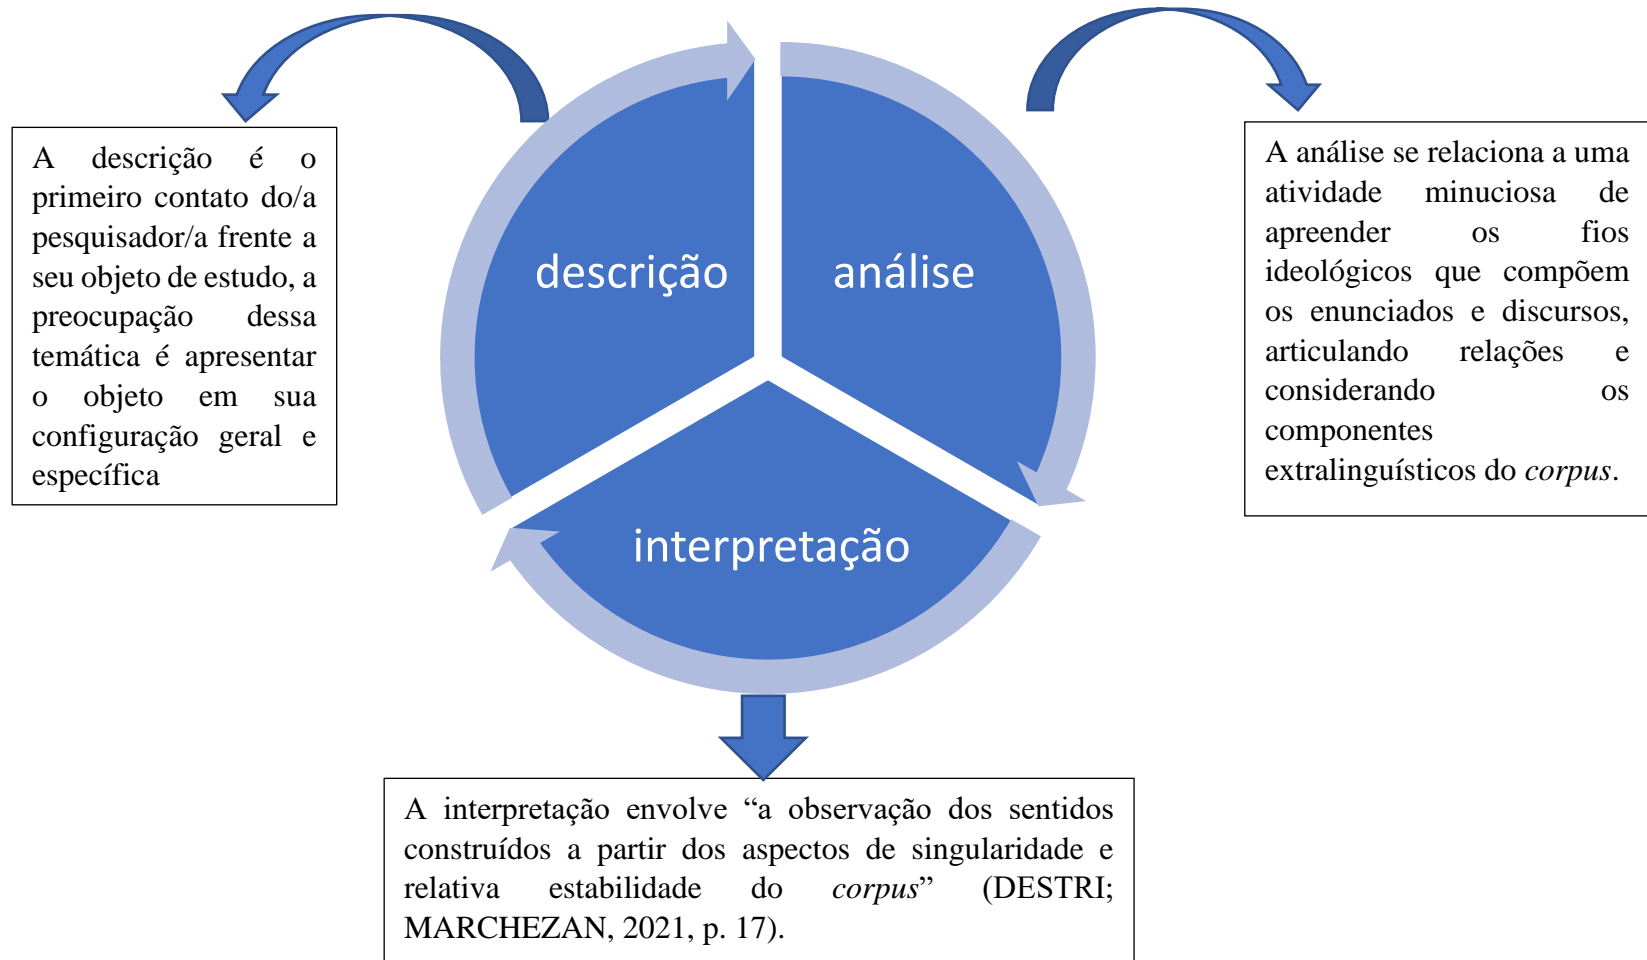 descrição
análise
interpretação
A descrição é o
primeiro contato do/a
pesquisador/a frente a
seu objeto de estudo, a
preocupação dessa
temática é apresentar
o objeto em sua
configuração geral e
específica
A análise se relaciona a uma
atividade minuciosa de
apreender os fios
ideológicos que compõem
os enunciados e discursos,
articulando relações e
considerando os
componentes
extralinguísticos do corpus.
A interpretação envolve “a observação dos sentidos
construídos a partir dos aspectos de singularidade e
relativa estabilidade do corpus” (DESTRI;
MARCHEZAN, 2021, p. 17).